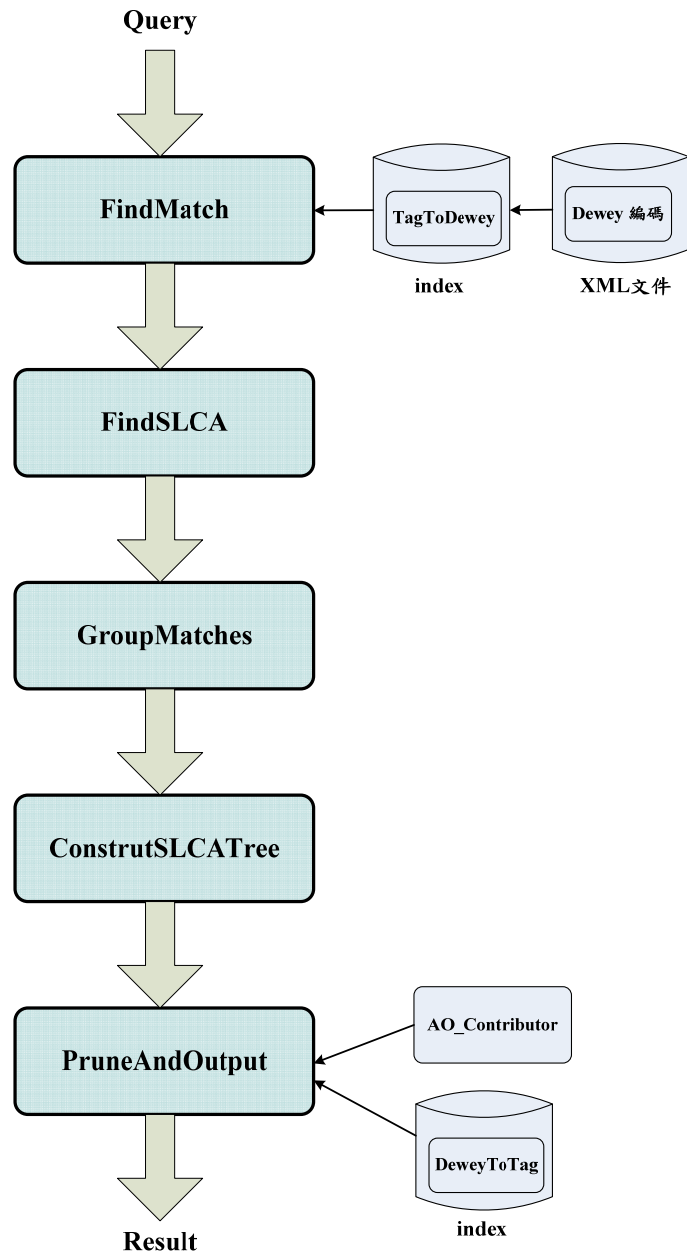 Query
FindMatch
TagToDewey
index
Dewey 編碼
XML文件
FindSLCA
GroupMatches
ConstrutSLCATree
PruneAndOutput
AO_Contributor
DeweyToTag
index
Result